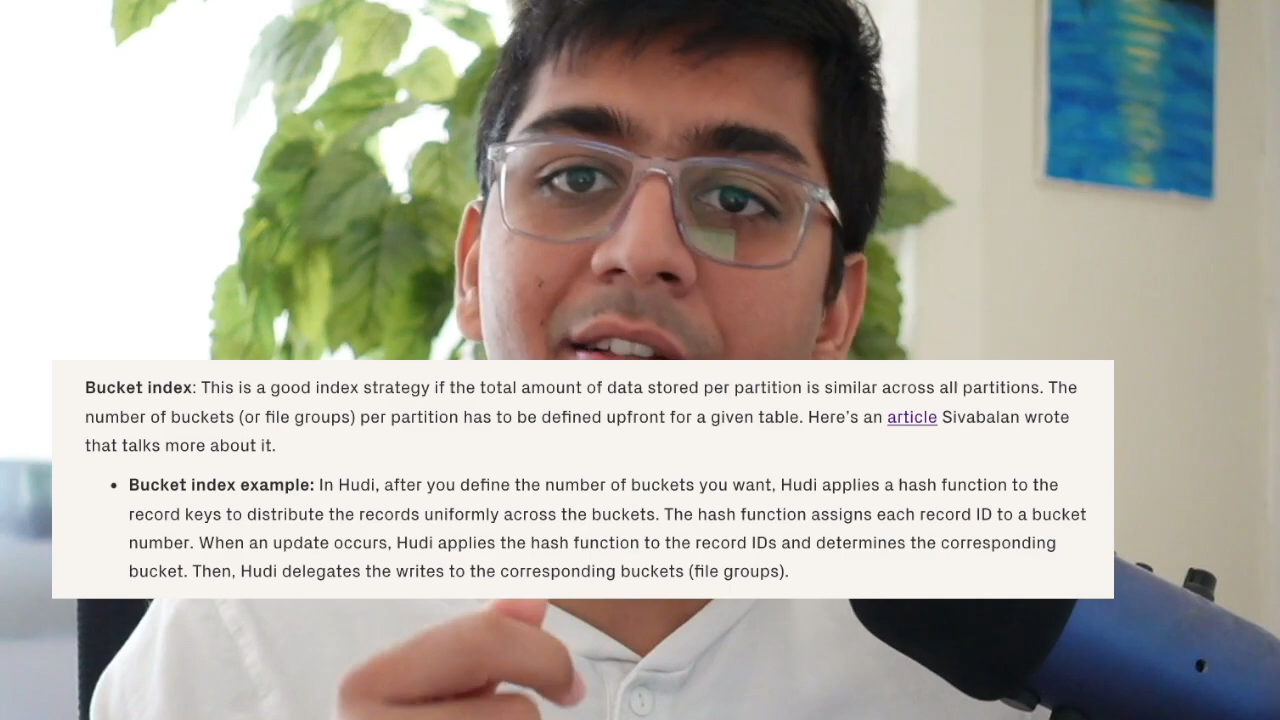 Bucket index: This is a good index strategy if the total amount of data stored per partition is similar across all partitions. The
number of buckets (or file groups) per partition has to be defined upfront for a given table. Here’s an article Sivabalan wrote
that talks more about it.
• Bucket index example: In Hudi, after you define the number of buckets you want, Hudi applies a hash function to the
record keys to distribute the records uniformly across the buckets. The hash function assigns each record ID to a bucket
number. When an update occurs, Hudi applies the hash function to the record IDs and determines the corresponding
bucket. Then, Hudi delegates the writes to the corresponding buckets (file groups).